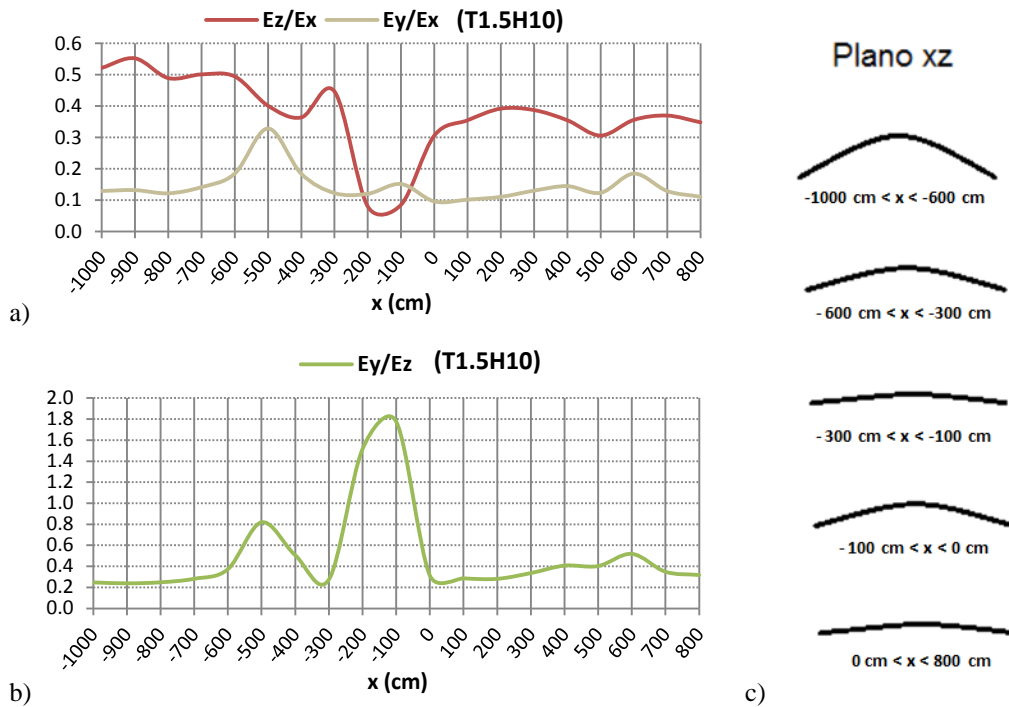 Ez/Ex Ey/Ex (T1.5H10)
0.6
0.5
0.4
0.3
0.2
0.1
0.0
-1000 -900 -800 -700 -600 -500 -400 -300 -200 -100 0 100 200 300 400 500 600 700 800
x (cm)
a)
Ey/Ez (T1.5H10)
2.0
1.8
1.6
1.4
1.2
1.0
0.8
0.6
0.4
0.2
0.0
-1000 -900 -800 -700 -600 -500 -400 -300 -200 -100 0 100 200 300 400 500 600 700 800
x (cm)
b)
Plano xz
-1000 cm < x < -600 cm
- 600 cm < x < -300 cm
- 300 cm < x < -100 cm
- 100 cm < x < 0 cm
0 cm < x < 800 cm
c)